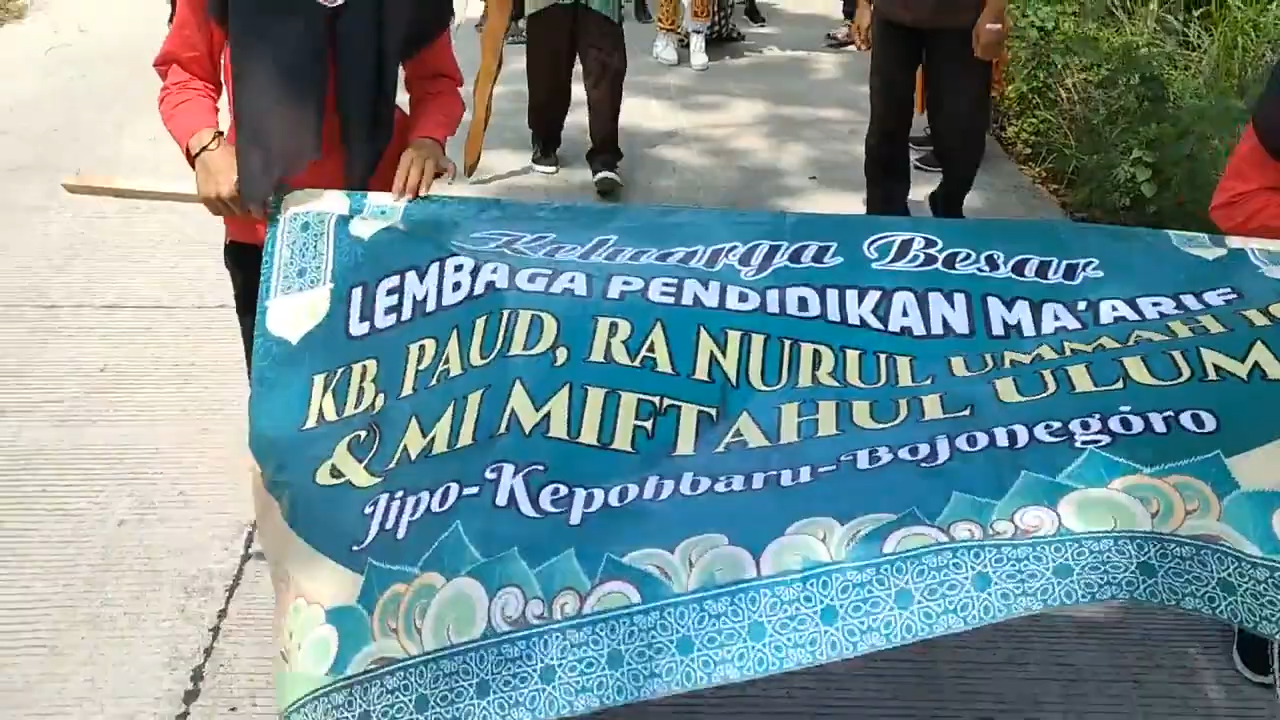 Keluarga Besar
LEMBAGA PENDIDIKAN MA'ARIF
KB, PAUD, RA NURUL UMMAH
& MI MIFTAHUL ULUM
Jipo-Kepohbaru-Bojonegoro